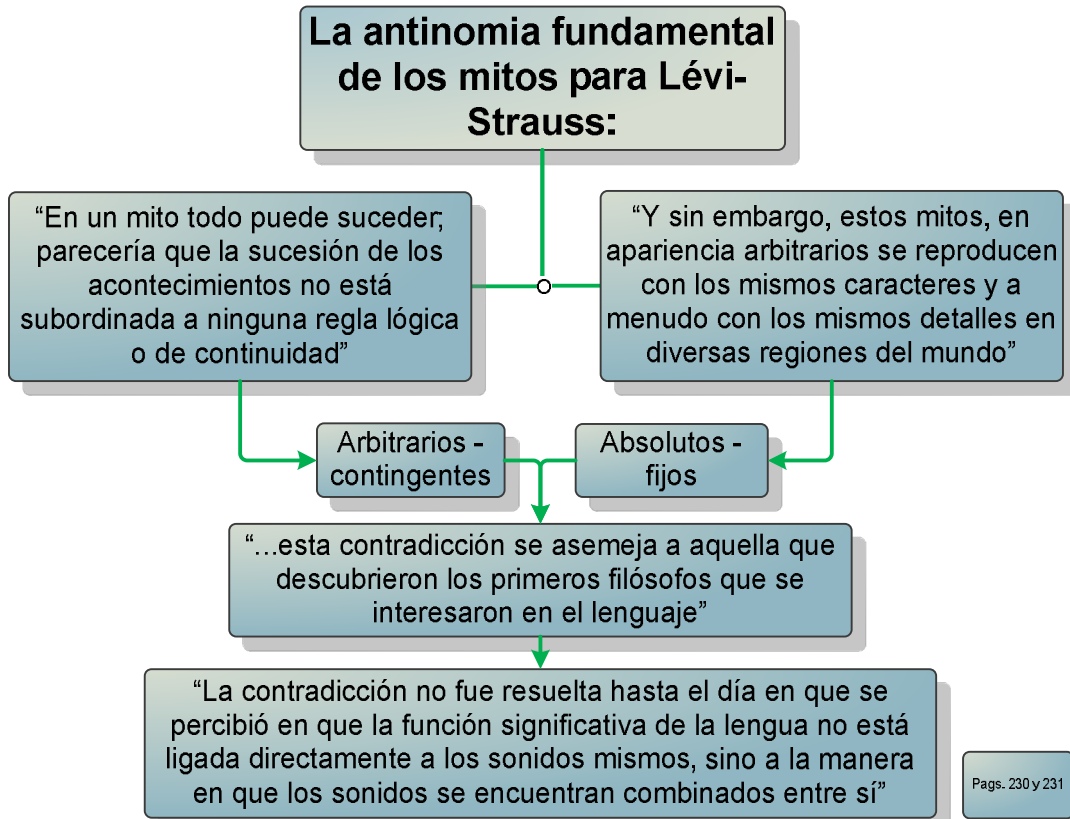 La antinomia fundamental
de los mitos para Lévi-
Strauss:
“En un mito todo puede suceder;
parecería que la sucesión de los
acontecimientos no está
subordinada a ninguna regla lógica
o de continuidad”
“Y sin embargo, estos mitos, en
apariencia arbitrarios se reproducen
con los mismos caracteres y a
menudo con los mismos detalles en
diversas regiones del mundo”
Arbitrarios -
contingentes
Absolutos -
fijos
“...esta contradicción se asemeja a aquella que
descubrieron los primeros filósofos que se
interesaron en el lenguaje”
“La contradicción no fue resuelta hasta el día en que se
percibió en que la función significativa de la lengua no está
ligada directamente a los sonidos mismos, sino a la manera
en que los sonidos se encuentran combinados entre sí”
Pags. 230 y 231